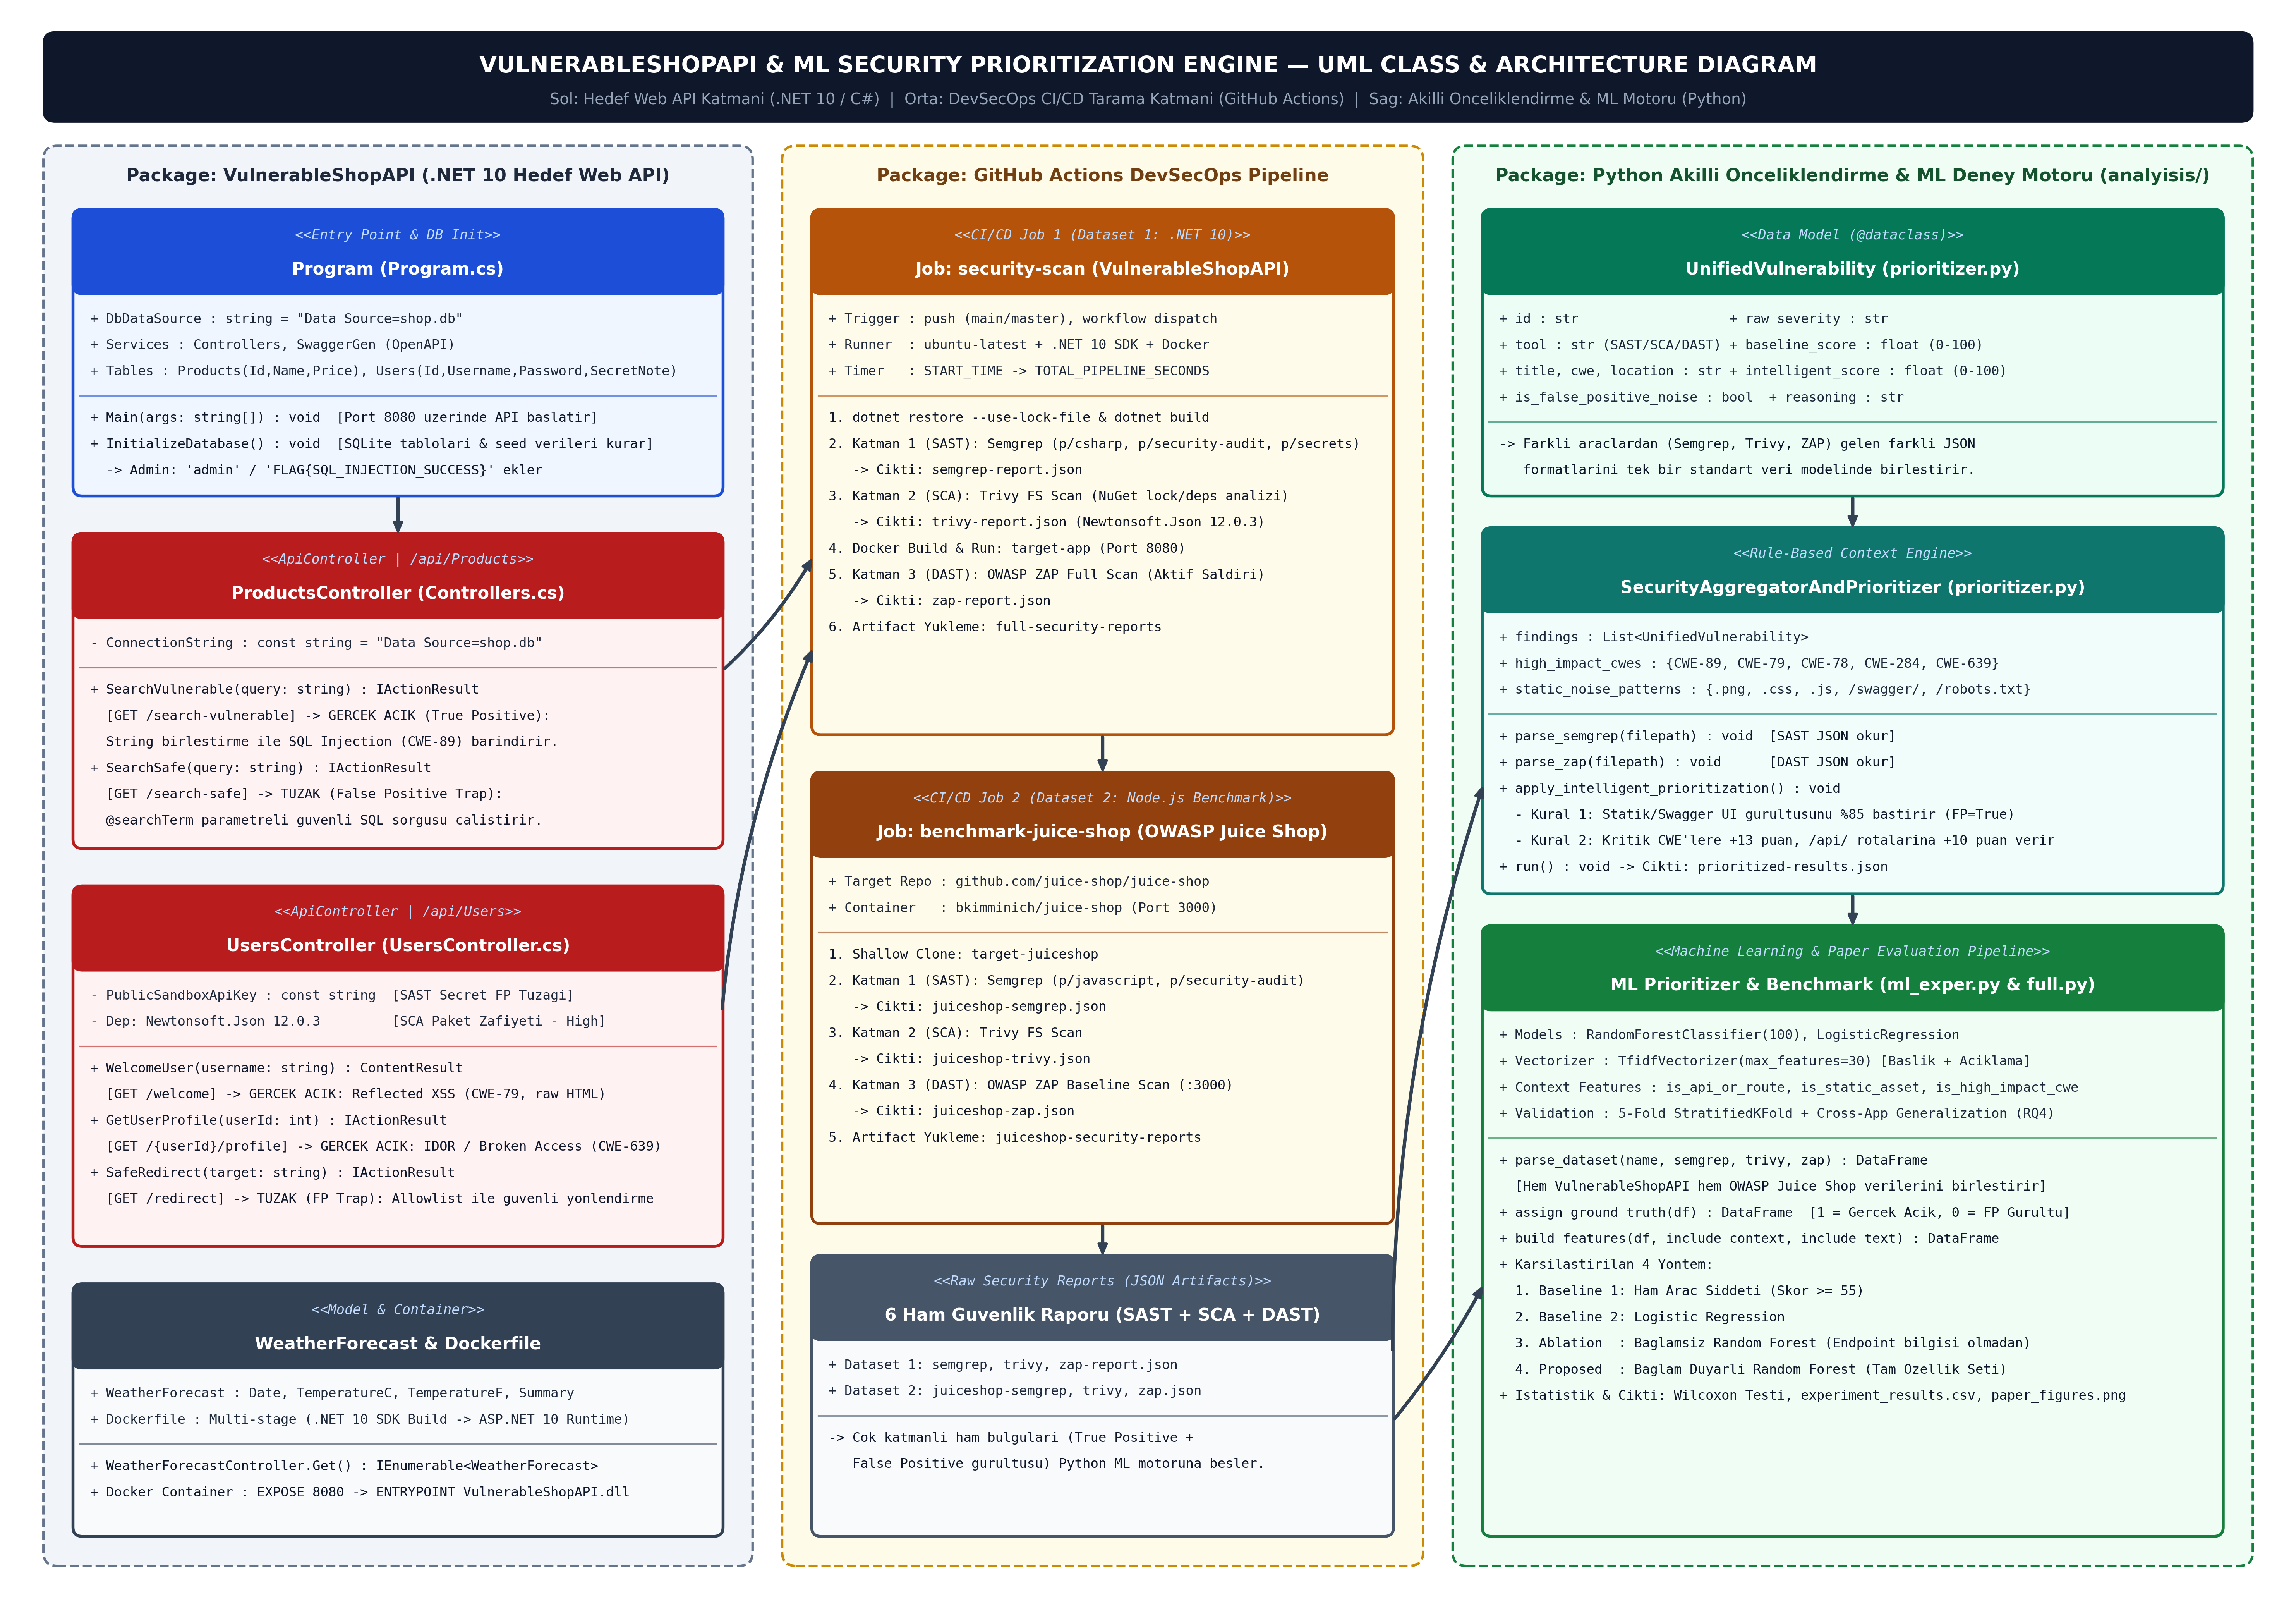 VULNERABLESHOPAPI & ML SECURITY PRIORITIZATION ENGINE — UML CLASS & ARCHITECTURE DIAGRAM
Sol: Hedef Web API Katmani (.NET 10 / C#) | Orta: DevSecOps CI/CD Tarama Katmani (GitHub Actions) | Sag: Akilli Onceliklendirme & ML Motoru (Python)
Package: VulnerableShopAPI (.NET 10 Hedef Web API)
<<Entry Point & DB Init>>
Program (Program.cs)
+ DbDataSource : string = "Data Source=shop.db"
+ Services : Controllers, SwaggerGen (OpenAPI)
+ Tables : Products(Id,Name,Price), Users(Id,Username,Password,SecretNote)
+ Main(args: string[]) : void  [Port 8080 uzerinde API baslatir]
+ InitializeDatabase() : void  [SQLite tablolari & seed verileri kurar]
-> Admin: 'admin' / 'FLAG{SQL_INJECTION_SUCCESS}' ekler
<<ApiController | /api/Products>>
ProductsController (Controllers.cs)
- ConnectionString : const string = "Data Source=shop.db"
+ SearchVulnerable(query: string) : IActionResult
[GET /search-vulnerable] -> GERCEK ACIK (True Positive):
String birlestirme ile SQL Injection (CWE-89) barindirir.
+ SearchSafe(query: string) : IActionResult
[GET /search-safe] -> TUZAK (False Positive Trap):
@searchTerm parametreli guvenli SQL sorgusu calistirir.
<<ApiController | /api/Users>>
UsersController (UsersController.cs)
- PublicSandboxApiKey : const string  [SAST Secret FP Tuzagi]
- Dep: Newtonsoft.Json 12.0.3         [SCA Paket Zafiyeti - High]
+ WelcomeUser(username: string) : ContentResult
[GET /welcome] -> GERCEK ACIK: Reflected XSS (CWE-79, raw HTML)
+ GetUserProfile(userId: int) : IActionResult
[GET /{userId}/profile] -> GERCEK ACIK: IDOR / Broken Access (CWE-639)
+ SafeRedirect(target: string) : IActionResult
[GET /redirect] -> TUZAK (FP Trap): Allowlist ile guvenli yonlendirme
<<Model & Container>>
WeatherForecast & Dockerfile
+ WeatherForecast : Date, TemperatureC, TemperatureF, Summary
+ Dockerfile : Multi-stage (.NET 10 SDK Build -> ASP.NET 10 Runtime)
+ WeatherForecastController.Get() : IEnumerable<WeatherForecast>
+ Docker Container : EXPOSE 8080 -> ENTRYPOINT VulnerableShopAPI.dll
Package: GitHub Actions DevSecOps Pipeline
<<CI/CD Job 1 (Dataset 1: .NET 10)>>
Job: security-scan (VulnerableShopAPI)
+ Trigger : push (main/master), workflow_dispatch
+ Runner  : ubuntu-latest + .NET 10 SDK + Docker
+ Timer   : START_TIME -> TOTAL_PIPELINE_SECONDS
1. dotnet restore --use-lock-file & dotnet build
2. Katman 1 (SAST): Semgrep (p/csharp, p/security-audit, p/secrets)
-> Cikti: semgrep-report.json
3. Katman 2 (SCA): Trivy FS Scan (NuGet lock/deps analizi)
-> Cikti: trivy-report.json (Newtonsoft.Json 12.0.3)
4. Docker Build & Run: target-app (Port 8080)
5. Katman 3 (DAST): OWASP ZAP Full Scan (Aktif Saldiri)
-> Cikti: zap-report.json
6. Artifact Yukleme: full-security-reports
<<CI/CD Job 2 (Dataset 2: Node.js Benchmark)>>
Job: benchmark-juice-shop (OWASP Juice Shop)
+ Target Repo : github.com/juice-shop/juice-shop
+ Container   : bkimminich/juice-shop (Port 3000)
1. Shallow Clone: target-juiceshop
2. Katman 1 (SAST): Semgrep (p/javascript, p/security-audit)
-> Cikti: juiceshop-semgrep.json
3. Katman 2 (SCA): Trivy FS Scan
-> Cikti: juiceshop-trivy.json
4. Katman 3 (DAST): OWASP ZAP Baseline Scan (:3000)
-> Cikti: juiceshop-zap.json
5. Artifact Yukleme: juiceshop-security-reports
<<Raw Security Reports (JSON Artifacts)>>
6 Ham Guvenlik Raporu (SAST + SCA + DAST)
+ Dataset 1: semgrep, trivy, zap-report.json
+ Dataset 2: juiceshop-semgrep, trivy, zap.json
-> Cok katmanli ham bulgulari (True Positive +
False Positive gurultusu) Python ML motoruna besler.
Package: Python Akilli Onceliklendirme & ML Deney Motoru (analyisis/)
<<Data Model (@dataclass)>>
UnifiedVulnerability (prioritizer.py)
+ id : str                   + raw_severity : str
+ tool : str (SAST/SCA/DAST) + baseline_score : float (0-100)
+ title, cwe, location : str + intelligent_score : float (0-100)
+ is_false_positive_noise : bool  + reasoning : str
-> Farkli araclardan (Semgrep, Trivy, ZAP) gelen farkli JSON
formatlarini tek bir standart veri modelinde birlestirir.
<<Rule-Based Context Engine>>
SecurityAggregatorAndPrioritizer (prioritizer.py)
+ findings : List<UnifiedVulnerability>
+ high_impact_cwes : {CWE-89, CWE-79, CWE-78, CWE-284, CWE-639}
+ static_noise_patterns : {.png, .css, .js, /swagger/, /robots.txt}
+ parse_semgrep(filepath) : void  [SAST JSON okur]
+ parse_zap(filepath) : void      [DAST JSON okur]
+ apply_intelligent_prioritization() : void
- Kural 1: Statik/Swagger UI gurultusunu %85 bastirir (FP=True)
- Kural 2: Kritik CWE'lere +13 puan, /api/ rotalarina +10 puan verir
+ run() : void -> Cikti: prioritized-results.json
<<Machine Learning & Paper Evaluation Pipeline>>
ML Prioritizer & Benchmark (ml_exper.py & full.py)
+ Models : RandomForestClassifier(100), LogisticRegression
+ Vectorizer : TfidfVectorizer(max_features=30) [Baslik + Aciklama]
+ Context Features : is_api_or_route, is_static_asset, is_high_impact_cwe
+ Validation : 5-Fold StratifiedKFold + Cross-App Generalization (RQ4)
+ parse_dataset(name, semgrep, trivy, zap) : DataFrame
[Hem VulnerableShopAPI hem OWASP Juice Shop verilerini birlestirir]
+ assign_ground_truth(df) : DataFrame  [1 = Gercek Acik, 0 = FP Gurultu]
+ build_features(df, include_context, include_text) : DataFrame
+ Karsilastirilan 4 Yontem:
1. Baseline 1: Ham Arac Siddeti (Skor >= 55)
2. Baseline 2: Logistic Regression
3. Ablation  : Baglamsiz Random Forest (Endpoint bilgisi olmadan)
4. Proposed  : Baglam Duyarli Random Forest (Tam Ozellik Seti)
+ Istatistik & Cikti: Wilcoxon Testi, experiment_results.csv, paper_figures.png